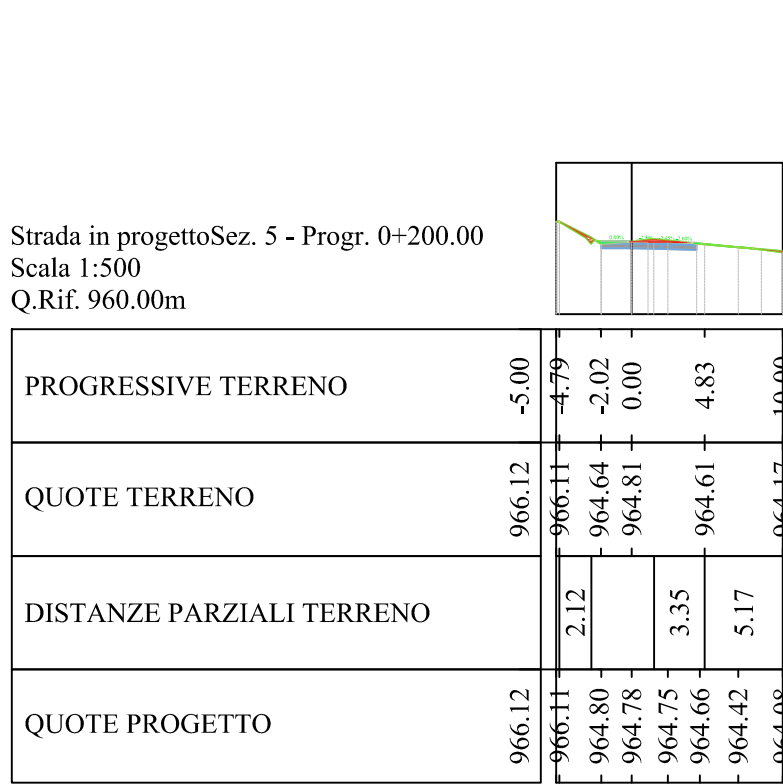 Strada in progettoSez. 5 - Progr. 0+200.00
Scala 1:500
Q.Rif. 960.00m
PROGRESSIVE TERRENO -5.00 -4.79 -2.02 0.00 4.83
QUOTE TERRENO 966.12 966.11 964.64 964.81 964.61
DISTANZE PARZIALI TERRENO 2.12 3.35 5.17
QUOTE PROGETTO 966.12 966.11 964.80 964.78 964.75 964.66 964.42